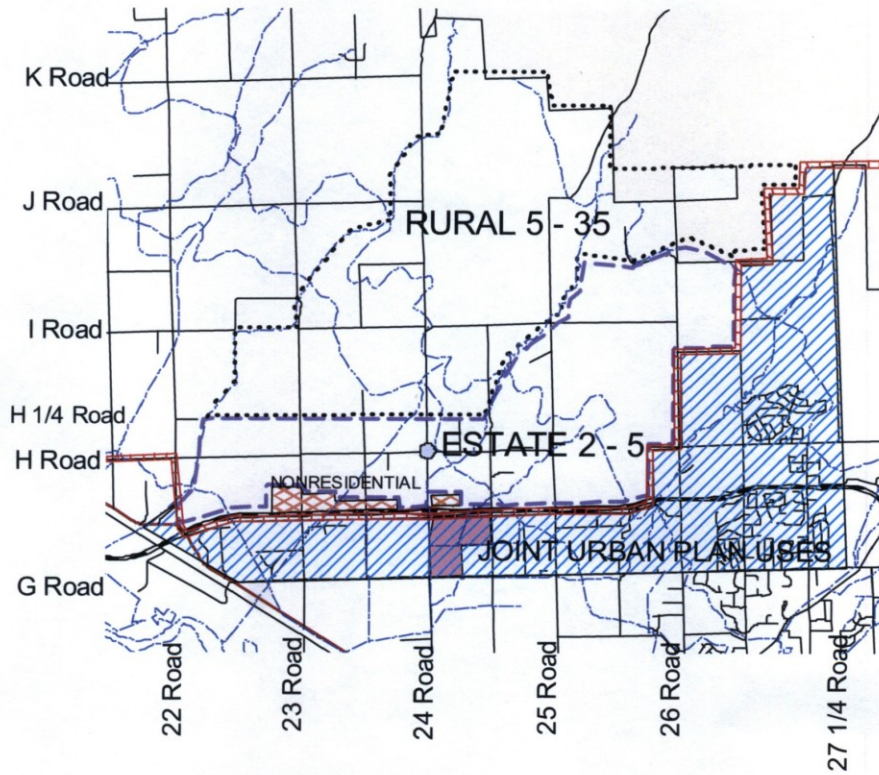 K Road
J Road
RURAL 5 - 35
I Road
H 1/4 Road
H Road
ESTATE 2 - 5
NONRESIDENTIAL
JOINT URBAN PLAN USES
G Road
22 Road
23 Road
24 Road
25 Road
26 Road
27 1/4 Road